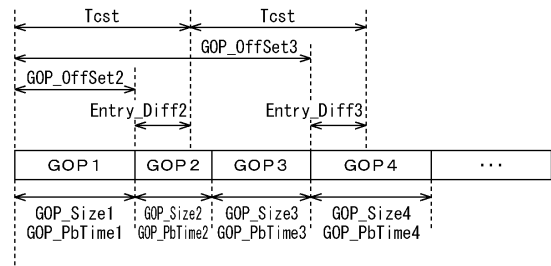 Tcst Tcst
GOP_OffSet3
GOP_OffSet2
Entry_Diff2 Entry_Diff3
GOP1 GOP2 GOP3 GOP4 ···
GOP_Size1 GOP_Size2 GOP_Size3 GOP_Size4
GOP_PbTime1 GOP_PbTime2 GOP_PbTime3 GOP_PbTime4